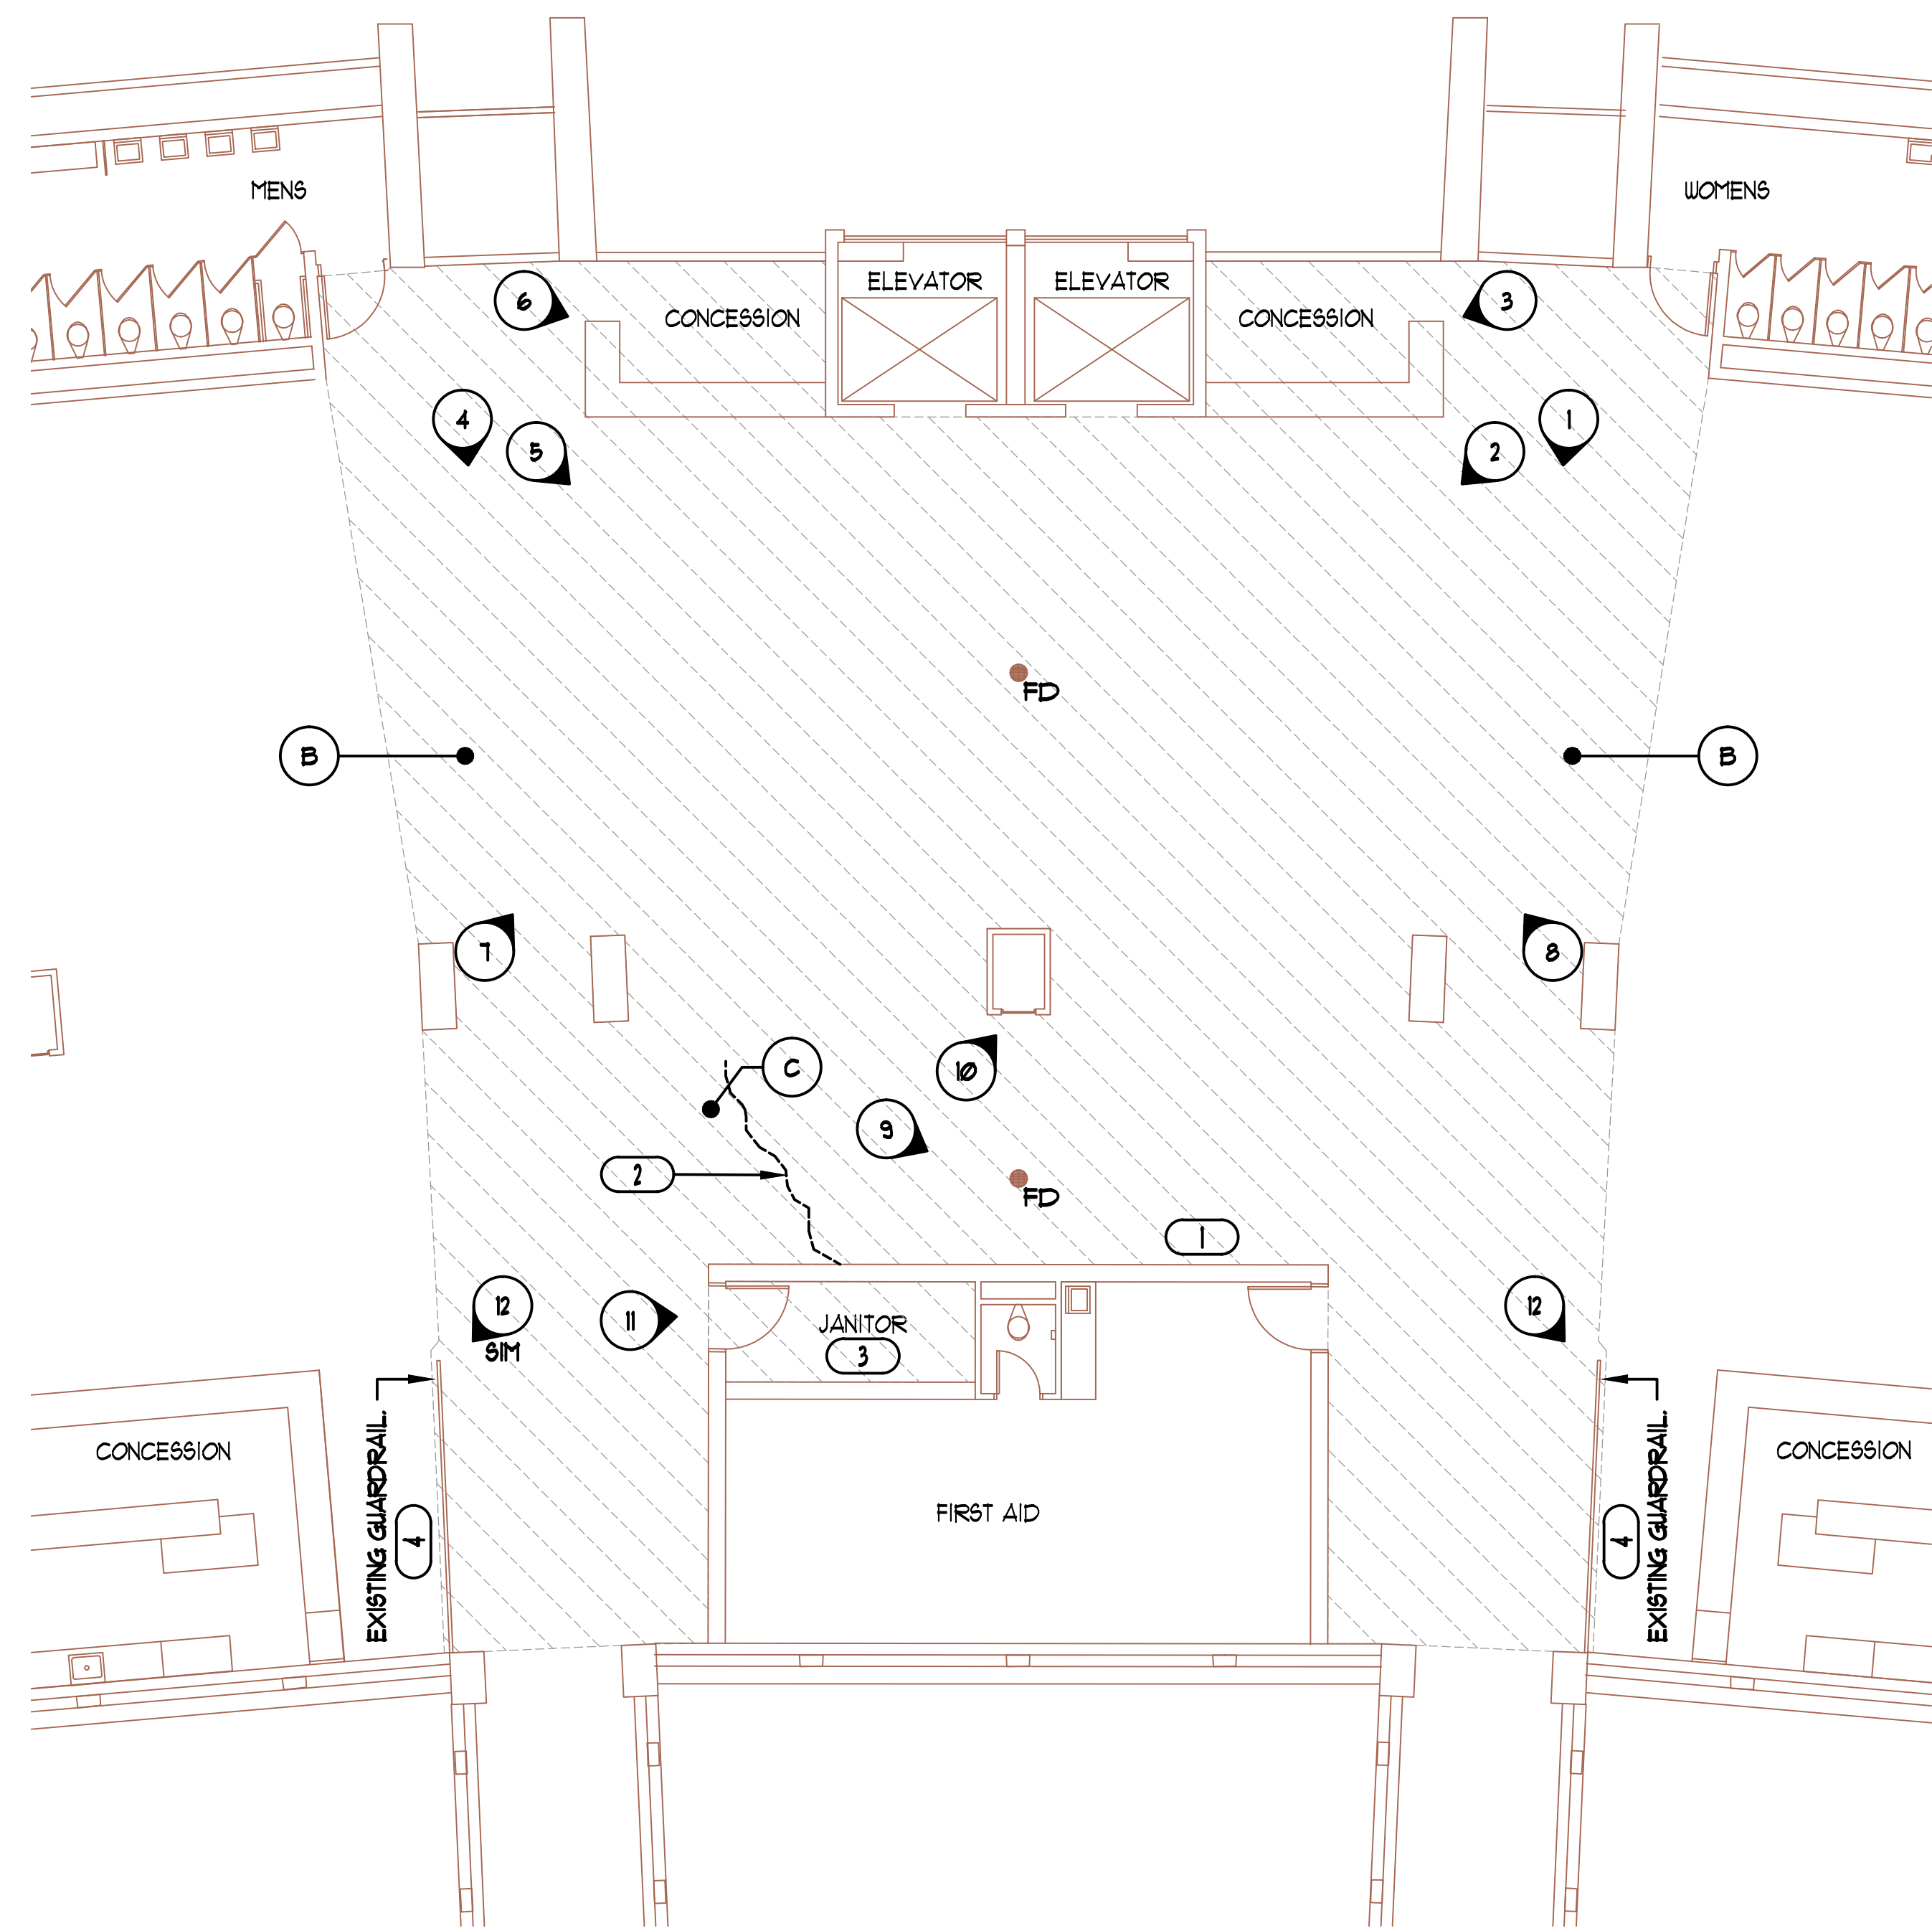 MENS
WOMENS
6
CONCESSION
ELEVATOR
ELEVATOR
CONCESSION
3
4
5
2
1
FD
B
B
7
8
C
10
9
2
FD
1
12
SIM
11
JANITOR
3
12
CONCESSION
EXISTING GUARDRAIL.
4
FIRST AID
4
EXISTING GUARDRAIL.
CONCESSION